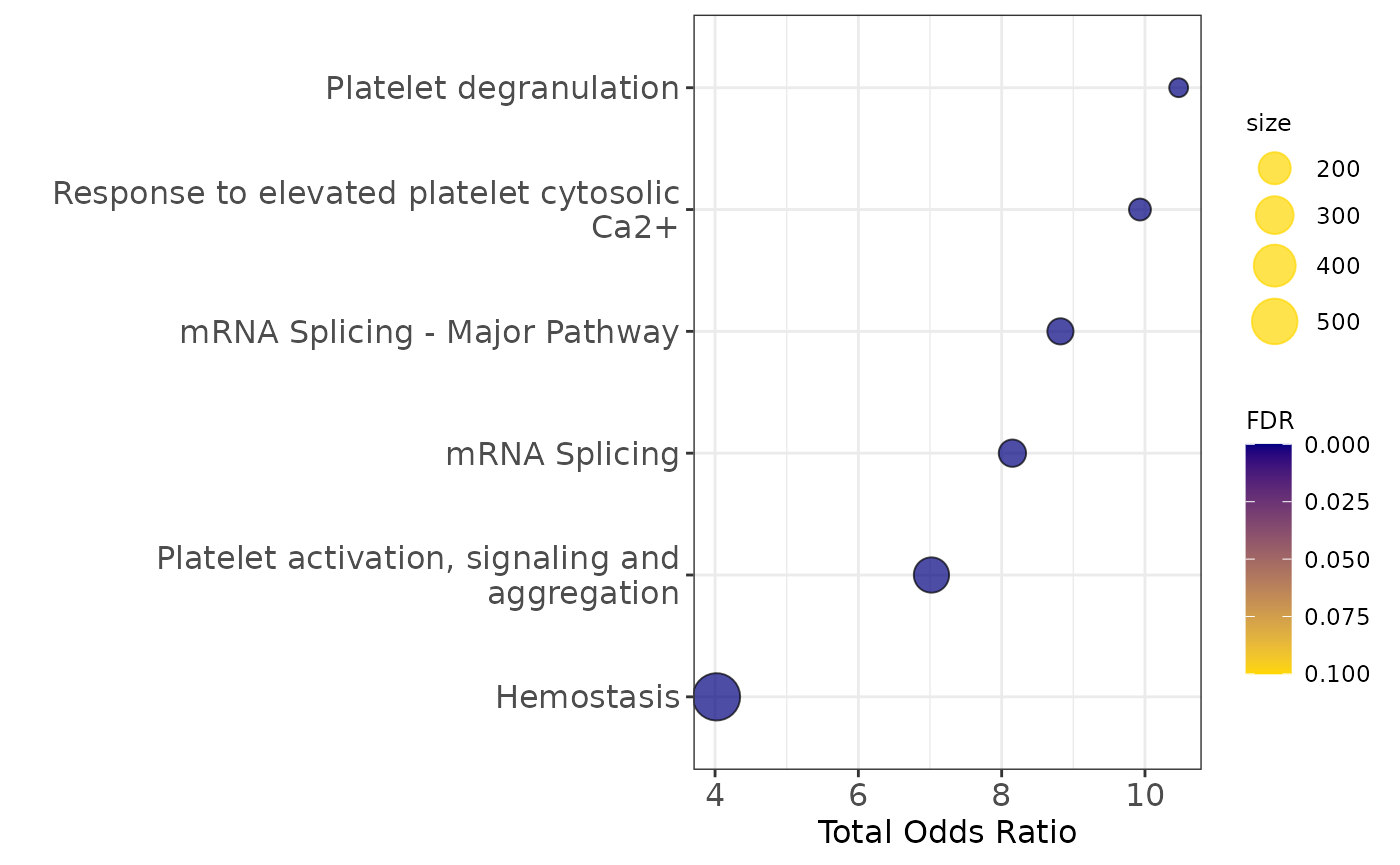 Platelet degranulation
Response to elevated platelet cytosolic
Ca2+
mRNA Splicing - Major Pathway
mRNA Splicing
Platelet activation, signaling and
aggregation
Hemostasis
4 6 8 10
Total Odds Ratio
size
200
300
400
500
FDR
0.000
0.025
0.050
0.075
0.100